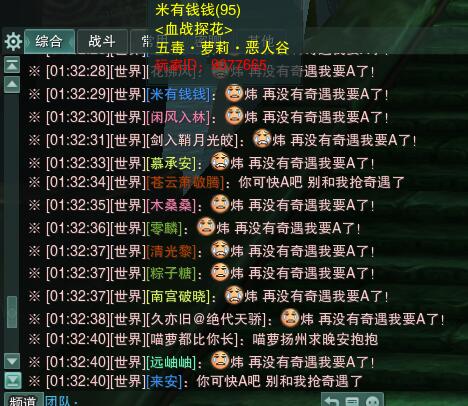 米有钱钱(95)
<血战探花>
五毒·萝莉·恶人谷
综合 战斗
玩家ID:
※ [01:32:28][世界] 炜 再没有奇遇我要A了!
※ [01:32:29][世界][米有钱钱]: 炜 再没有奇遇我要A了!
※ [01:32:30][世界][闲风入林]: 炜 再没有奇遇我要A了!
※ [01:32:31][世界][剑入鞘月光皎]: 炜 再没有奇遇我要A了!
※ [01:32:33][世界][慕承安]: 炜 再没有奇遇我要A了!
※ [01:32:34][世界][苍云萧敬腾]: 你可快A吧 别和我抢奇遇了
※ [01:32:35][世界][木桑桑]: 炜 再没有奇遇我要A了!
※ [01:32:36][世界][零麟]: 炜 再没有奇遇我要A了!
※ [01:32:37][世界][清光黎]: 炜 再没有奇遇我要A了!
※ [01:32:37][世界][粽子糖]: 炜 再没有奇遇我要A了!
※ [01:32:37][世界][南宫破晓]: 炜 再没有奇遇我要A了!
※ [01:32:38][世界][久亦旧@绝代天骄]: 炜 再没有奇遇我要A了!
※ [01:32:40][世界][喵萝都比你长]: 喵萝扬州求晚安抱抱
※ [01:32:40][世界][远岫岫]: 炜 再没有奇遇我要A了!
※ [01:32:40][世界][来安]: 你可快A吧 别和我抢奇遇了
频道 团队: